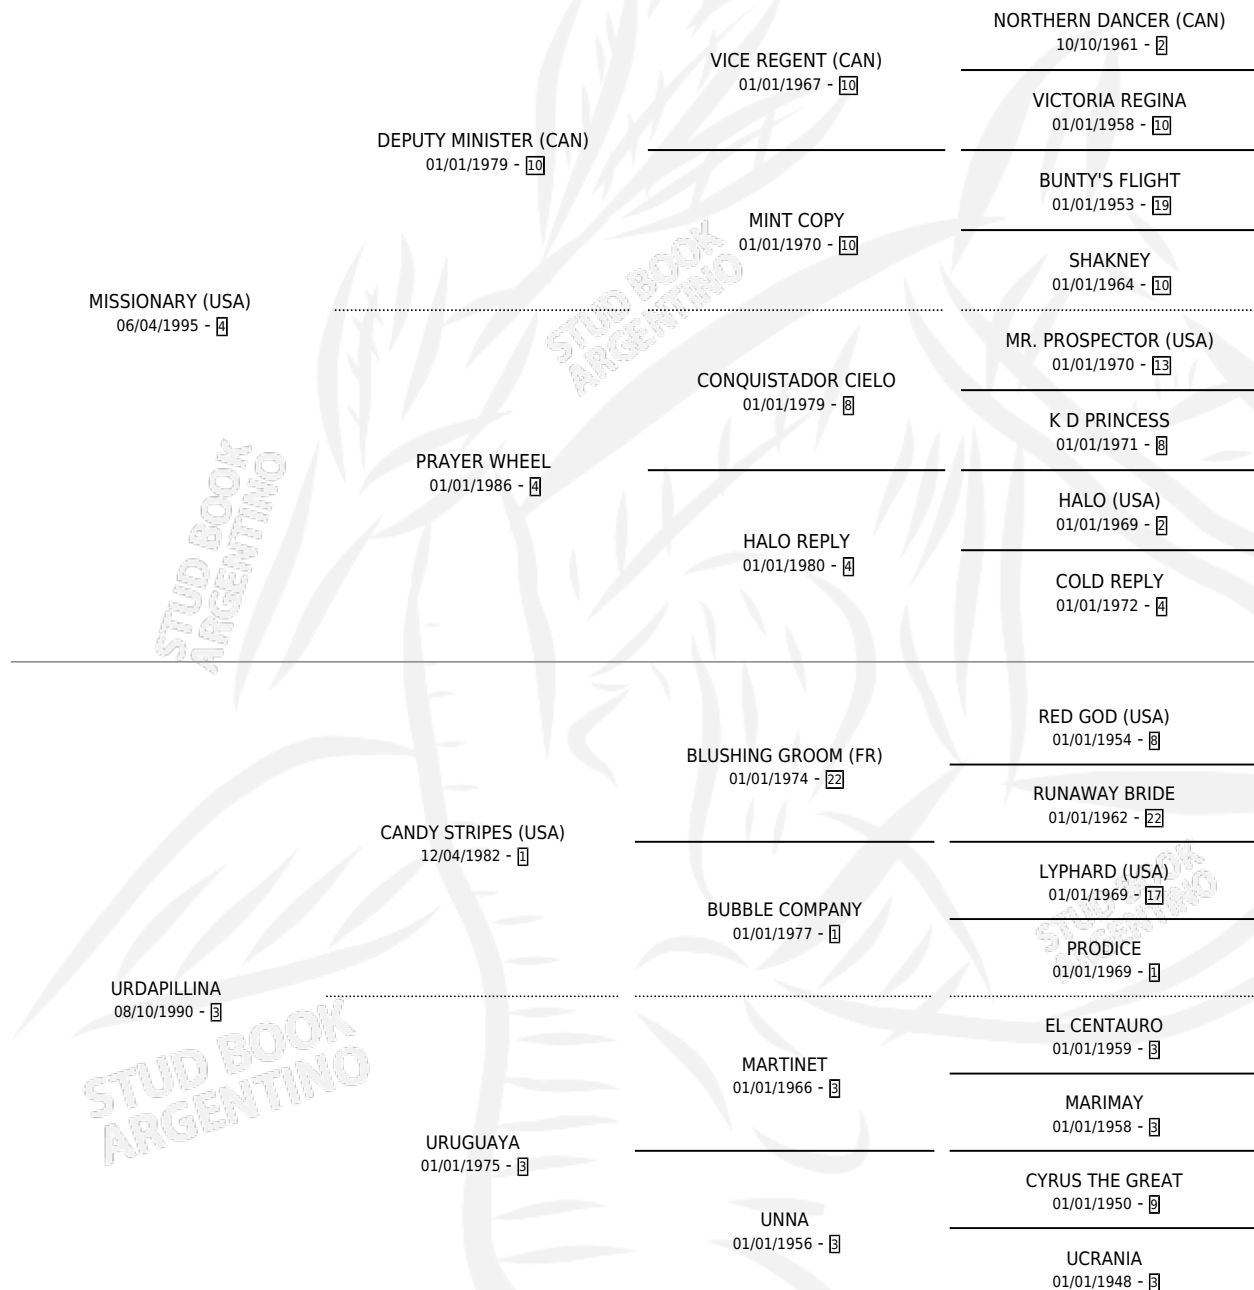 NORTHERN DANCER (CAN)
10/10/1961 - 2
VICE REGENT (CAN)
01/01/1967 - 10
VICTORIA REGINA
01/01/1958 - 10
DEPUTY MINISTER (CAN)
01/01/1979 - 10
BUNTY'S FLIGHT
01/01/1953 - 19
MINT COPY
01/01/1970 - 10
SHAKNEY
01/01/1964 - 10
MISSIONARY (USA)
06/04/1995 - 4
MR. PROSPECTOR (USA)
01/01/1970 - 13
CONQUISTADOR CIELO
01/01/1979 - 8
K D PRINCESS
01/01/1971 - 8
PRAYER WHEEL
01/01/1986 - 4
HALO (USA)
01/01/1969 - 2
HALO REPLY
01/01/1980 - 4
COLD REPLY
01/01/1972 - 4
RED GOD (USA)
01/01/1954 - 8
BLUSHING GROOM (FR)
01/01/1974 - 22
RUNAWAY BRIDE
01/01/1962 - 22
CANDY STRIPES (USA)
12/04/1982 - 1
LYPHARD (USA)
01/01/1969 - 17
BUBBLE COMPANY
01/01/1977 - 1
PRODICE
01/01/1969 - 1
URDAPILLINA
08/10/1990 - 3
EL CENTAURO
01/01/1959 - 3
MARTINET
01/01/1966 - 3
MARIMAY
01/01/1958 - 3
URUGUAYA
01/01/1975 - 3
CYRUS THE GREAT
01/01/1950 - 9
UNNA
01/01/1956 - 3
UCRANIA
01/01/1948 - 3
STUD BOOK
ARGENTINO
STUD BOOK
ARGENTINO
STUD BOOK
ARGENTINO
STUD BOOK
ARGENTINO